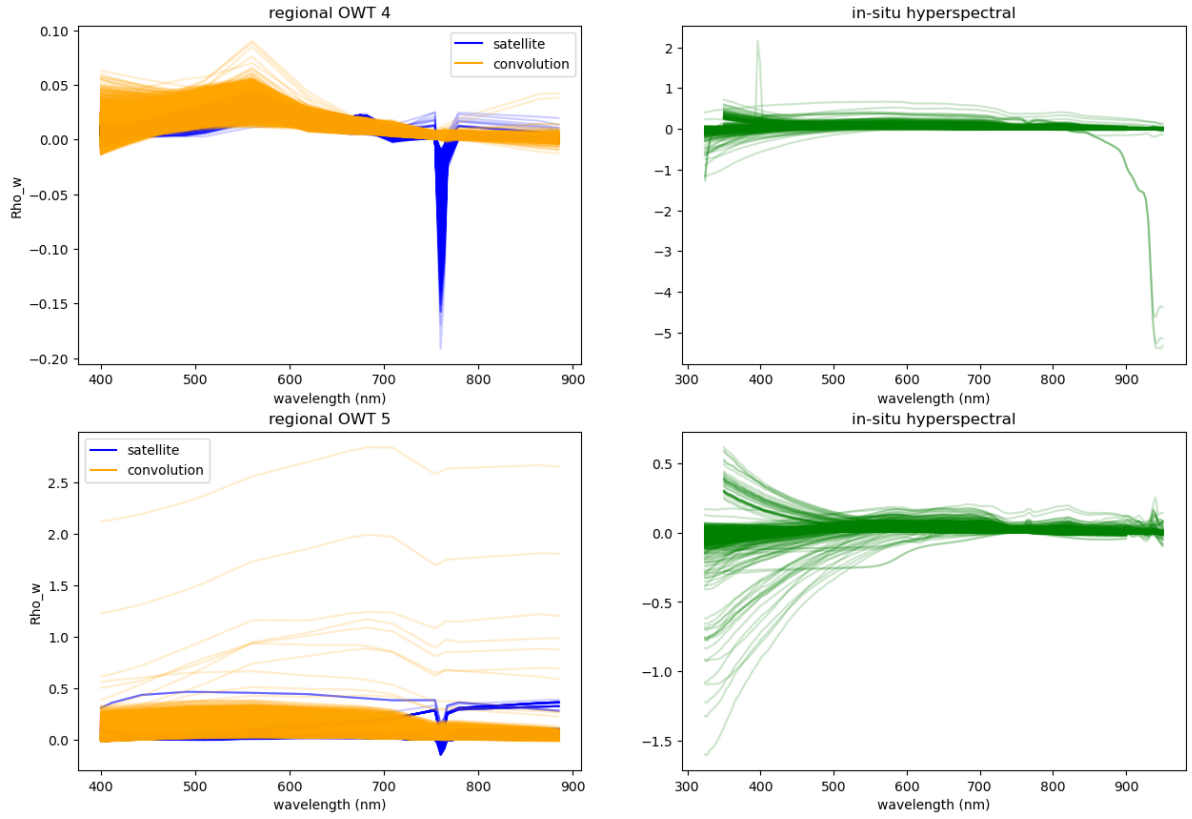 regional OWT 4
satellite
convolution
0.10
0.05
0.00
−0.05
−0.10
−0.15
−0.20
Rho_w
400 500 600 700 800 900
wavelength (nm)
in-situ hyperspectral
2
1
0
−1
−2
−3
−4
−5
300 400 500 600 700 800 900
wavelength (nm)
regional OWT 5
satellite
convolution
2.5
2.0
1.5
1.0
0.5
0.0
Rho_w
400 500 600 700 800 900
wavelength (nm)
in-situ hyperspectral
0.5
0.0
−0.5
−1.0
−1.5
300 400 500 600 700 800 900
wavelength (nm)